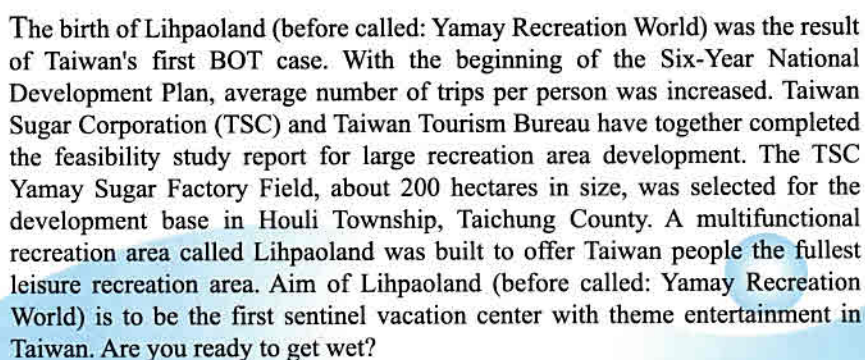 The birth of Lihpaoland (before called: Yamay Recreation World) was the result
of Taiwan's first BOT case. With the beginning of the Six-Year National
Development Plan, average number of trips per person was increased. Taiwan
Sugar Corporation (TSC) and Taiwan Tourism Bureau have together completed
the feasibility study report for large recreation area development. The TSC
Yamay Sugar Factory Field, about 200 hectares in size, was selected for the
development base in Houli Township, Taichung County. A multifunctional
recreation area called Lihpaoland was built to offer Taiwan people the fullest
leisure recreation area. Aim of Lihpaoland (before called: Yamay Recreation
World) is to be the first sentinel vacation center with theme entertainment in
Taiwan. Are you ready to get wet?